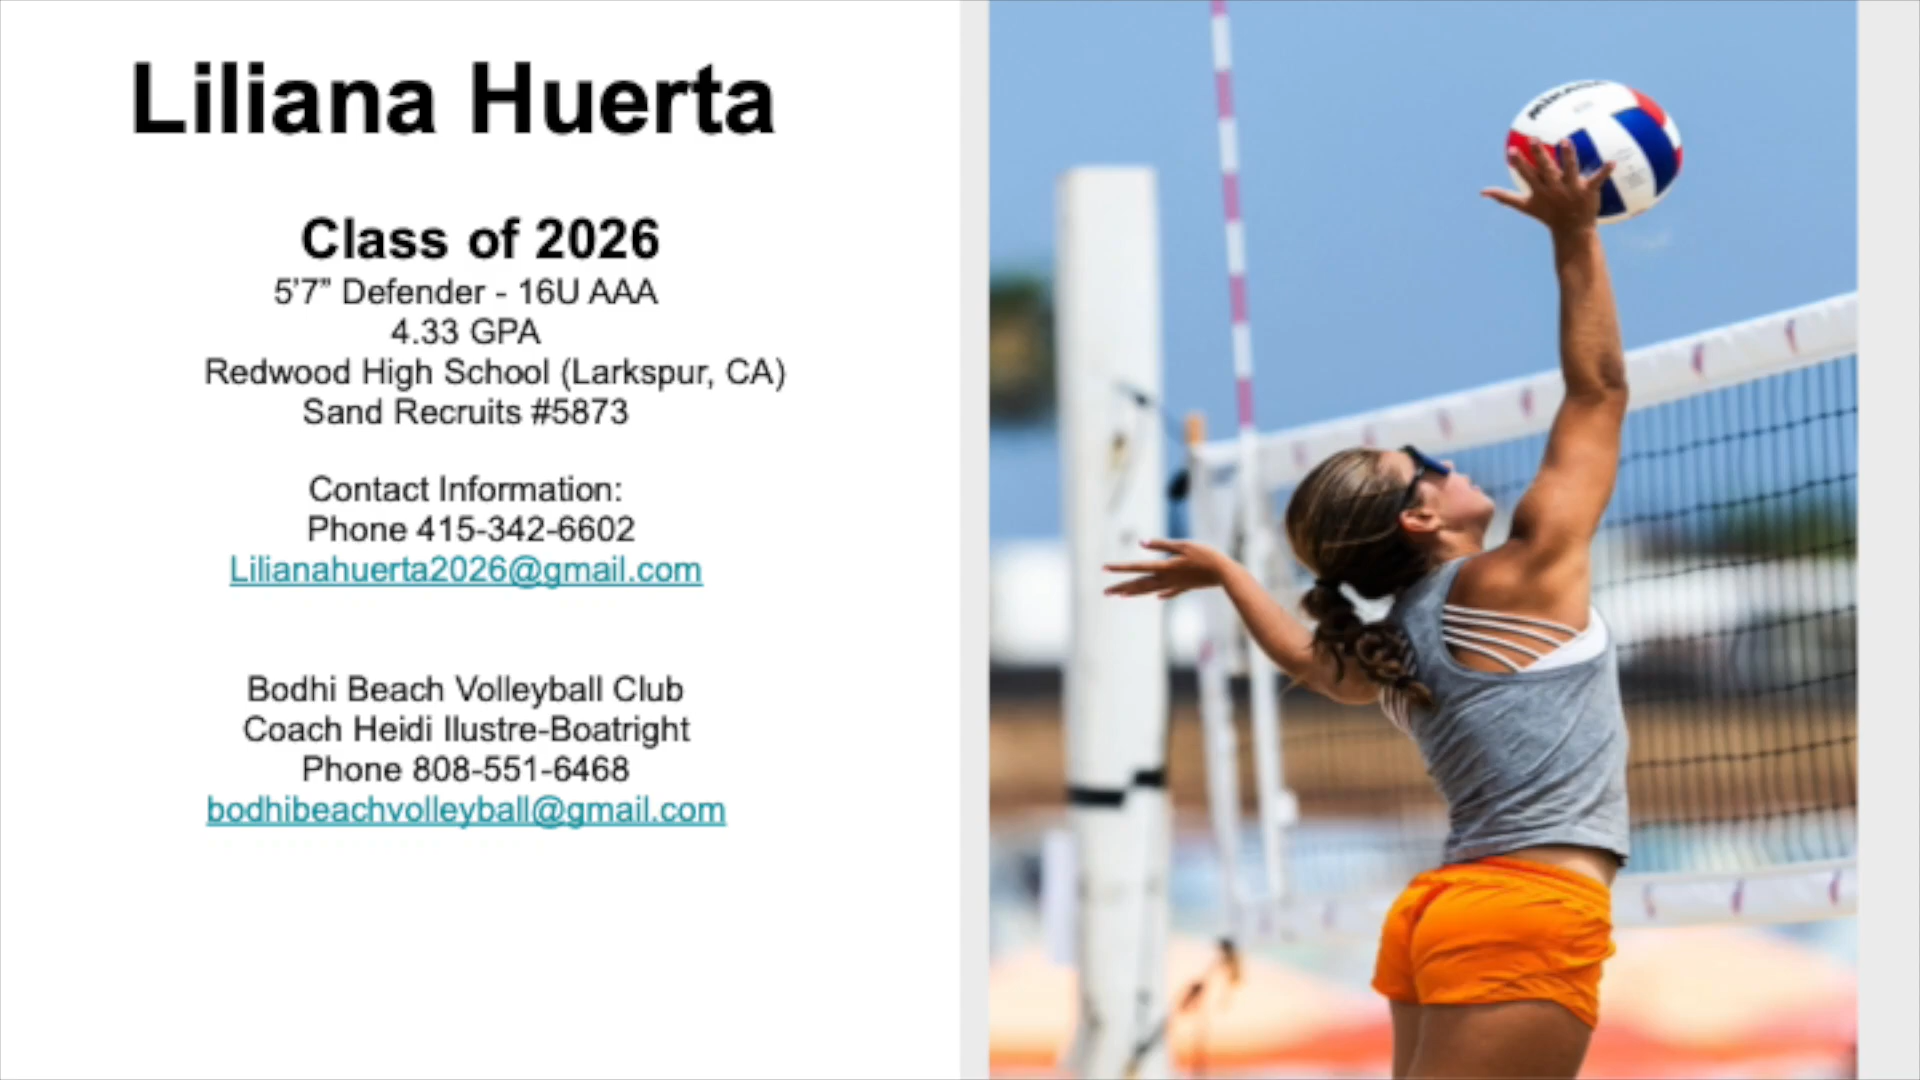 Liliana Huerta
Class of 2026
5’7” Defender - 16U AAA
4.33 GPA
Redwood High School (Larkspur, CA)
Sand Recruits #5873
Contact Information:
Phone 415-342-6602
Lilianahuerta2026@gmail.com
Bodhi Beach Volleyball Club
Coach Heidi Ilustre-Boatright
Phone 808-551-6468
bodhibeachvolleyball@gmail.com